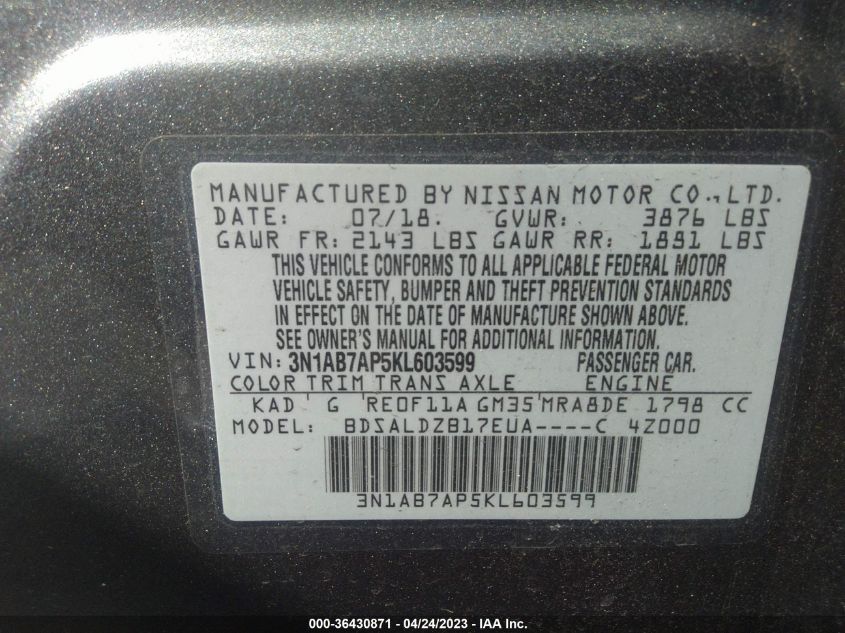 MANUFACTURED BY NISSAN MOTOR CO., LTD.
DATE: 07/18. GVWR: 3876 LBS
GAWR FR: 2143 LBS GAWR RR: 1831 LBS
THIS VEHICLE CONFORMS TO ALL APPLICABLE FEDERAL MOTOR
VEHICLE SAFETY, BUMPER AND THEFT PREVENTION STANDARDS
IN EFFECT ON THE DATE OF MANUFACTURE SHOWN ABOVE.
SEE OWNER'S MANUAL FOR ADDITIONAL INFORMATION.
VIN: 3N1AB7AP5KL603599 PASSENGER CAR.
COLOR TRIM TRANS AXLE ENGINE
KAD G RE0F11A GM35 MRA8DE 1798 CC
MODEL: BDSALDZB17EUA----C 4Z000
3N1AB7AP5KL603599
000-36430871 - 04/24/2023 - IAA Inc.